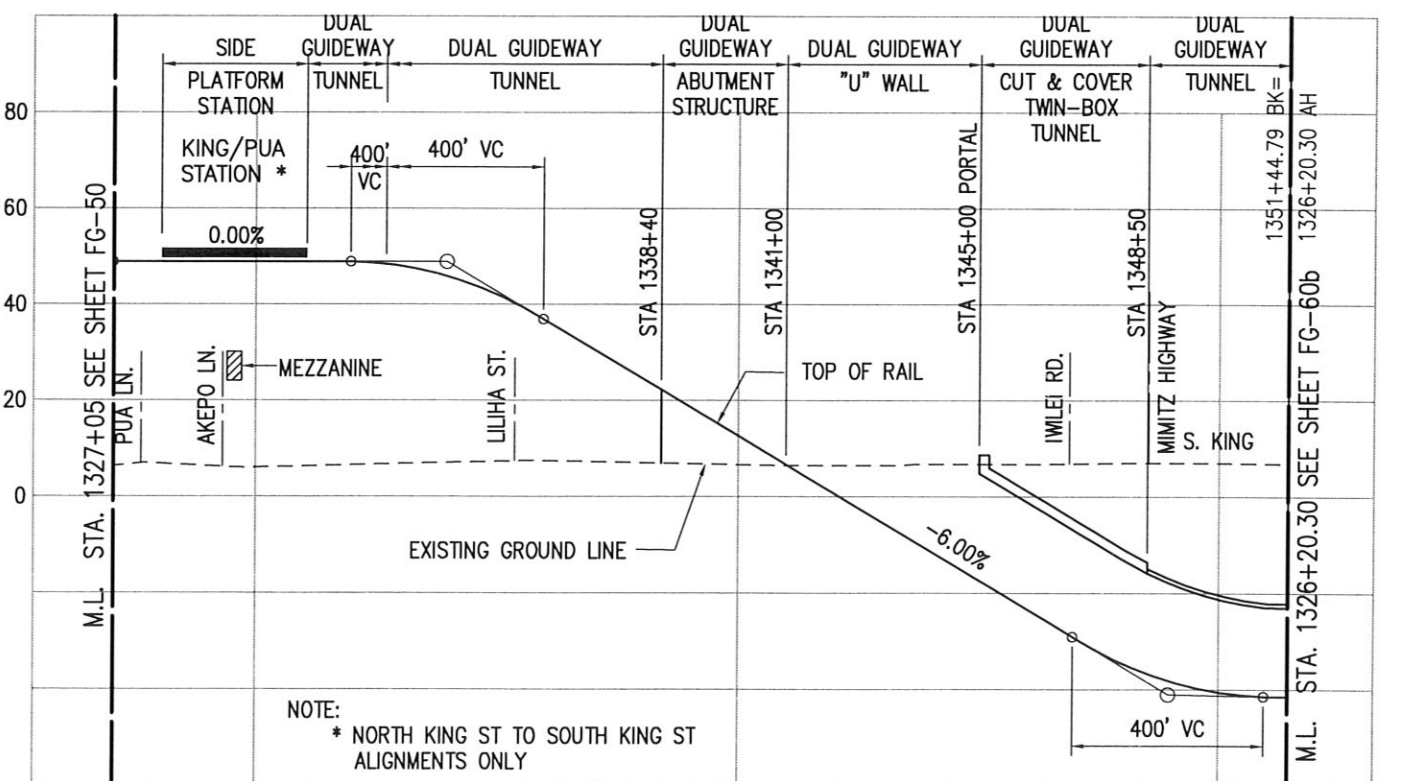 DUAL
GUIDEWAY
TUNNEL
DUAL
GUIDEWAY
ABUTMENT
STRUCTURE
DUAL
GUIDEWAY
CUT & COVER
TWIN-BOX
TUNNEL
DUAL
GUIDEWAY
TUNNEL
SIDE
PLATFORM
STATION
DUAL GUIDEWAY
TUNNEL
DUAL GUIDEWAY
"U" WALL
KING/PUA
STATION *
400'
VC
400' VC
80
60
40
20
0
0.00%
M.L. STA. 1327+05 SEE SHEET FG-50
PUA LN.
AKEPO LN.
MEZZANINE
LILIHA ST.
STA 1338+40
STA 1341+00
STA 1345+00 PORTAL
STA 1348+50
TOP OF RAIL
IWILEI RD.
MIMITZ HIGHWAY
S. KING
1351+44.79 BK=
1326+20.30 AH
M.L. STA. 1326+20.30 SEE SHEET FG-60b
EXISTING GROUND LINE
-6.00%
400' VC
NOTE:
* NORTH KING ST TO SOUTH KING ST
ALIGNMENTS ONLY